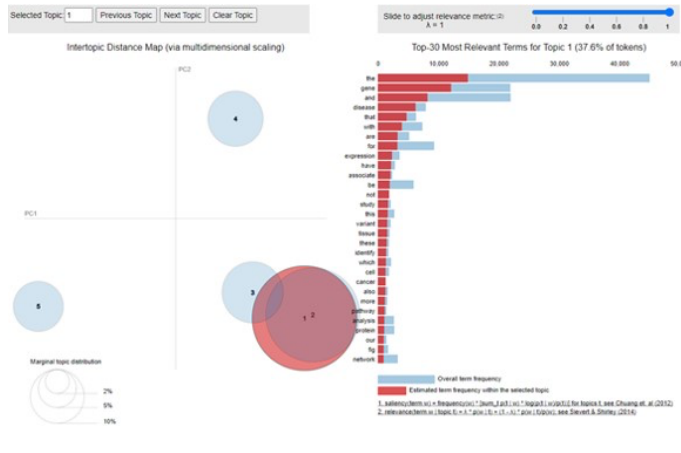 Selected Topic: 1 Previous Topic Next Topic Clear Topic
Slide to adjust relevance metric:(2)
λ = 1
0.0 0.2 0.4 0.6 0.8 1
Intertopic Distance Map (via multidimensional scaling)
PC2
PC1
4
3
1
2
5
Marginal topic distribution
2%
5%
10%
Top-30 Most Relevant Terms for Topic 1 (37.6% of tokens)
0 10,000 20,000 30,000 40,000
the
gene
and
disease
that
with
are
for
expression
have
associate
be
not
study
this
variant
tissue
these
identify
which
cell
cancer
also
more
pathway
analysis
protein
our
fig
network
Overall term frequency
Estimated term frequency within the selected topic
1. saliency(term w) = frequency(w) * [sum_t p(t | w) * log(p(t | w)/p(t))] for topics t; see Chuang et. al (2012)
2. relevance(term w | topic t) = λ * p(w | t) + (1 - λ) * p(w | t)/p(w); see Sievert & Shirley (2014)